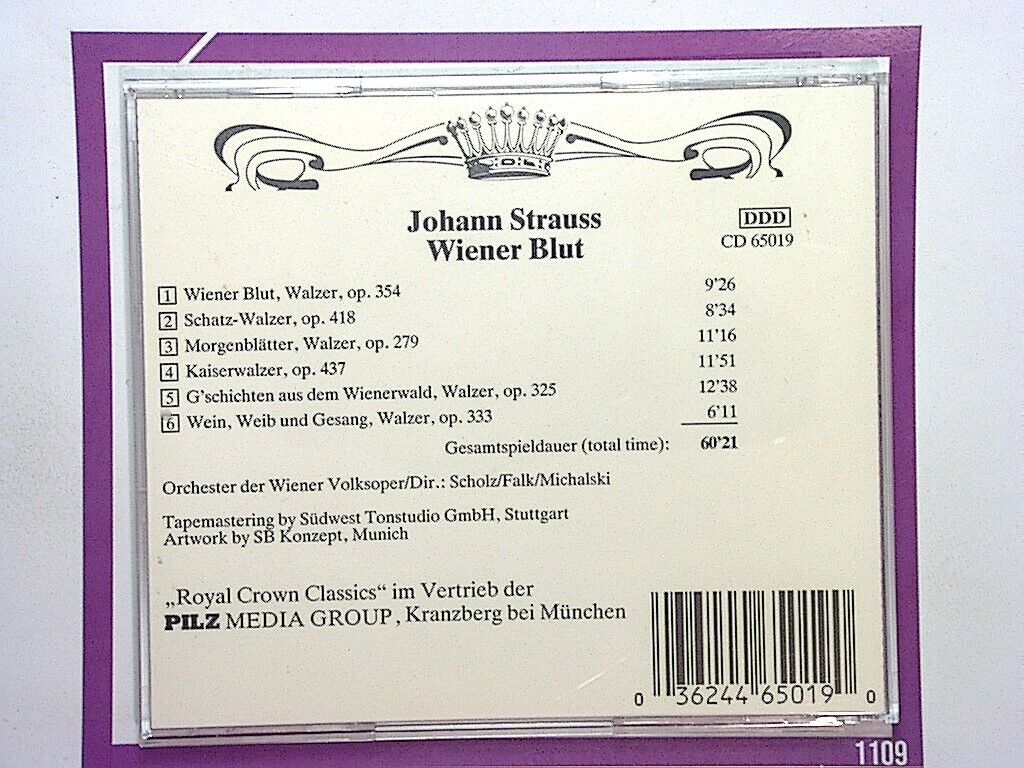 Johann Strauss
Wiener Blut
DDD
CD 65019
1 Wiener Blut, Walzer, op. 354 9'26
2 Schatz-Walzer, op. 418 8'34
3 Morgenblätter, Walzer, op. 279 11'16
4 Kaiserwalzer, op. 437 11'51
5 G'schichten aus dem Wienerwald, Walzer, op. 325 12'38
6 Wein, Weib und Gesang, Walzer, op. 333 6'11
Gesamtspieldauer (total time): 60'21
Orchester der Wiener Volksoper/Dir.: Scholz/Falk/Michalski
Tapemastering by Südwest Tonstudio GmbH, Stuttgart
Artwork by SB Konzept, Munich
„Royal Crown Classics“ im Vertrieb der
PILZ MEDIA GROUP, Kranzberg bei München
0 36244 65019 0
1109